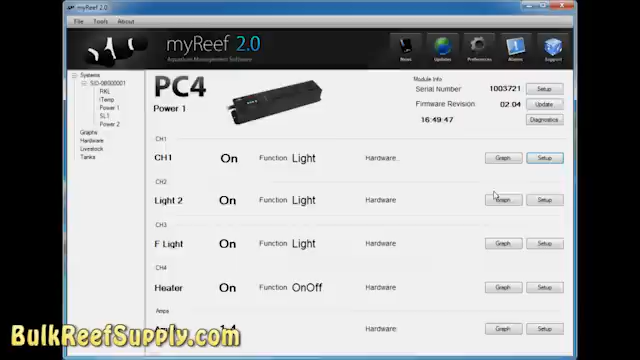 myReef 2.0
File Tools About
myReef 2.0
Aquarium Management Software
News Updates Preferences Alarms Support
Systems
RKL
Temp
Power 1
SL1
Power 2
Graphs
Hardware
Livestock
Tanks
PC4
Power 1
Module Info
Serial Number 1003721 Setup
Firmware Revision 02.04 Update
16:49:47 Diagnostics
CH1
CH1 On Function Light Hardware Graph Setup
CH2
Light 2 On Function Light Hardware Graph Setup
CH3
F Light On Function Light Hardware Graph Setup
CH4
Heater On Function OnOff Hardware Graph Setup
Amps
Hardware Graph Setup
BulkReefSupply.com